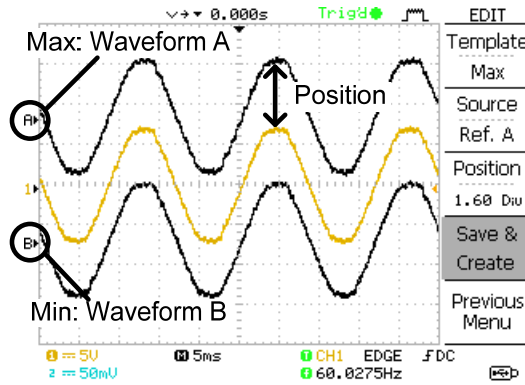 0.000s Trig'd EDIT
Max: Waveform A
Template
Max
Source
Ref. A
Position
Position
1.60 Div
A
1
B
Save &
Create
Min: Waveform B
Previous
Menu
1 5V M 5ms T CH1 EDGE DC
2 50mV f 60.0275Hz